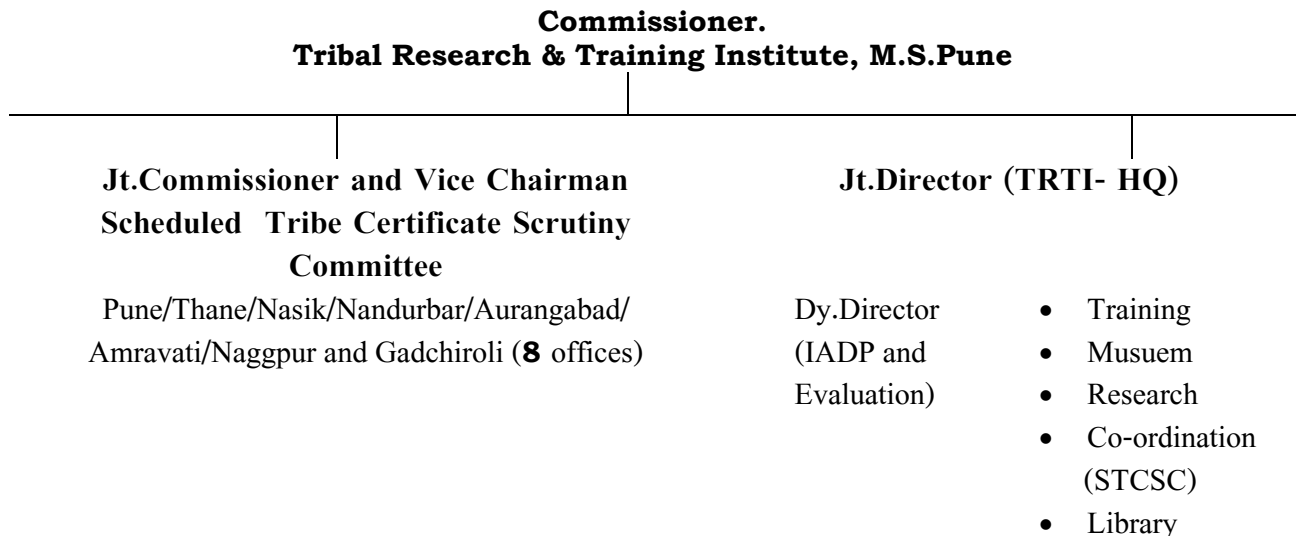 Commissioner.
Tribal Research & Training Institute, M.S.Pune
Jt.Commissioner and Vice Chairman
Scheduled Tribe Certificate Scrutiny
Committee
Pune/Thane/Nasik/Nandurbar/Aurangabad/
Amravati/Naggpur and Gadchiroli (8 offices)
Jt.Director (TRTI- HQ)
Dy.Director
(IADP and
Evaluation)
• Training
• Musuem
• Research
• Co-ordination
(STCSC)
• Library